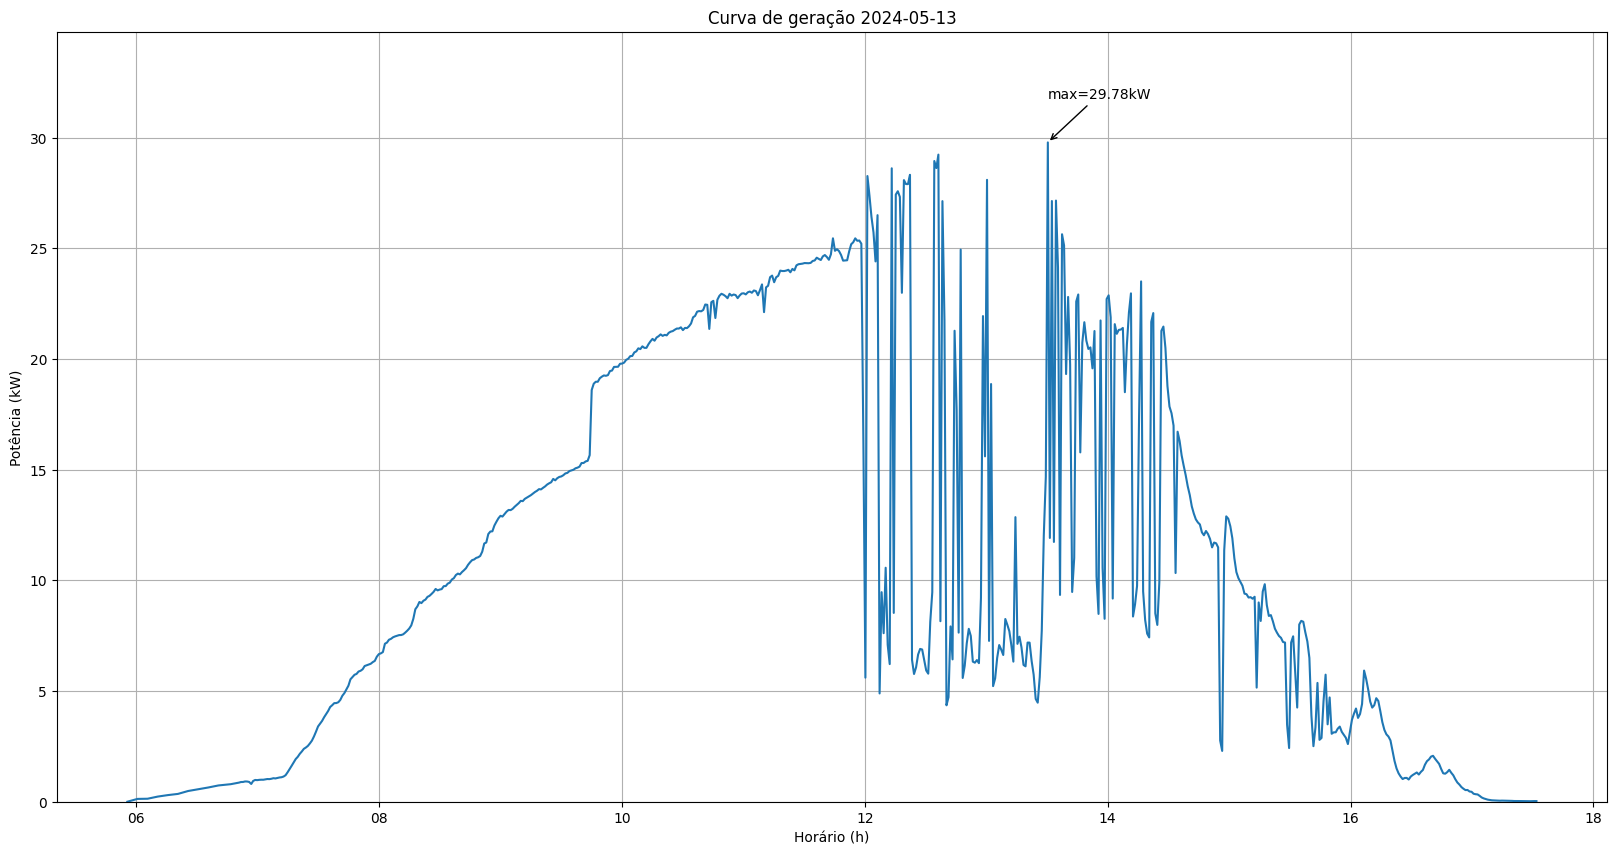 Curva de geração 2024-05-13
max=29.78kW
Potência (kW)
30
25
20
15
10
5
0
06 08 10 12 14 16 18
Horário (h)